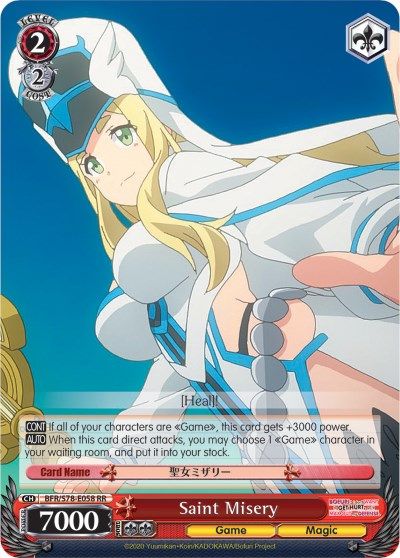 LEVEL
2
2
COST
[Heal]!
CONT If all of your characters are «Game», this card gets +3000 power.
AUTO When this card direct attacks, you may choose 1 «Game» character in
your waiting room, and put it into your stock.
Card Name 聖女ミザリー
CH BFR/S78-E058 RR
POWER 7000
Saint Misery
Game Magic
©2020 Yuumikan•Koin/KADOKAWA/Bofuri Project